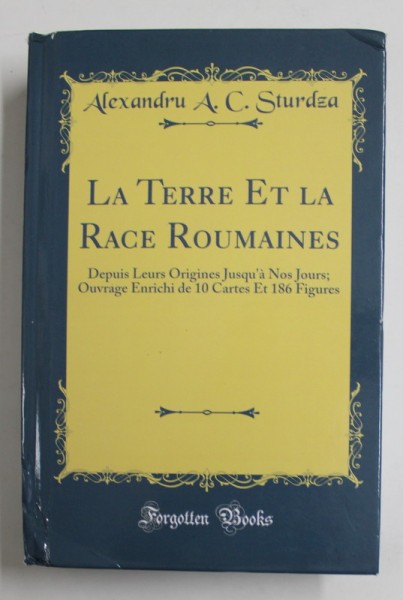 Alexandru A. C. Sturdza
La Terre Et la
Race Roumaines
Depuis Leurs Origines Jusqu'à Nos Jours;
Ouvrage Enrichi de 10 Cartes Et 186 Figures
Forgotten Books